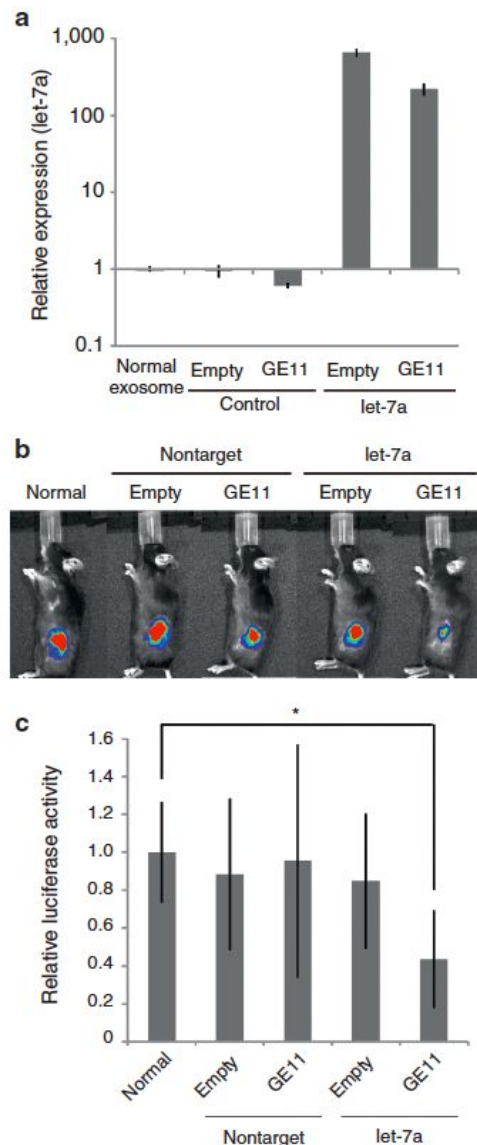 a
Relative expression (let-7a)
1,000
100
10
1
0.1
Normal exosome
Empty
GE11
Empty
GE11
Control
let-7a
b
Nontarget
let-7a
Normal
Empty
GE11
Empty
GE11
c
*
Relative luciferase activity
1.6
1.4
1.2
1.0
0.8
0.6
0.4
0.2
0
Normal
Empty
GE11
Empty
GE11
Nontarget
let-7a